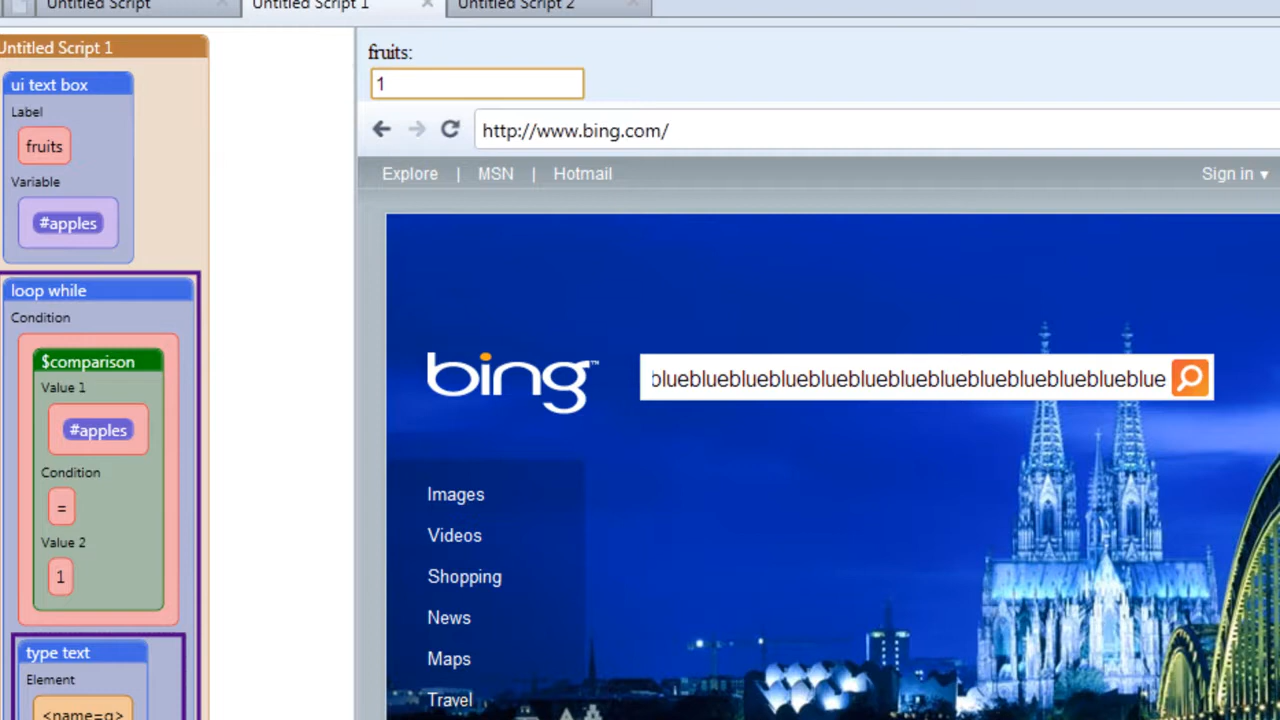 Untitled Script
Untitled Script 1
Untitled Script 2
Untitled Script 1
ui text box
Label
fruits
Variable
#apples
loop while
Condition
$comparison
Value 1
#apples
Condition
=
Value 2
1
type text
Element
<name=q>
fruits:
1
http://www.bing.com/
Explore | MSN | Hotmail
Sign in ▼
bing™
blueblueblueblueblueblueblueblueblueblueblueblueblue
Images
Videos
Shopping
News
Maps
Travel